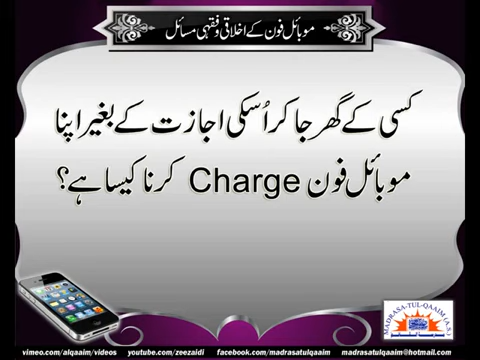 موبائل فون کے اخلاقی و فقہی مسائل
کسی کے گھر جا کر اُسکی اجازت کے بغیر اپنا
موبائل فون Charge کرنا کیسا ہے؟
MADRASA-TUL-QAAIM (A.S.)
vimeo.com/alqaaim/videos youtube.com/zeezaidi facebook.com/madrasatulqaaim madrasatulqaaim@hotmail.com